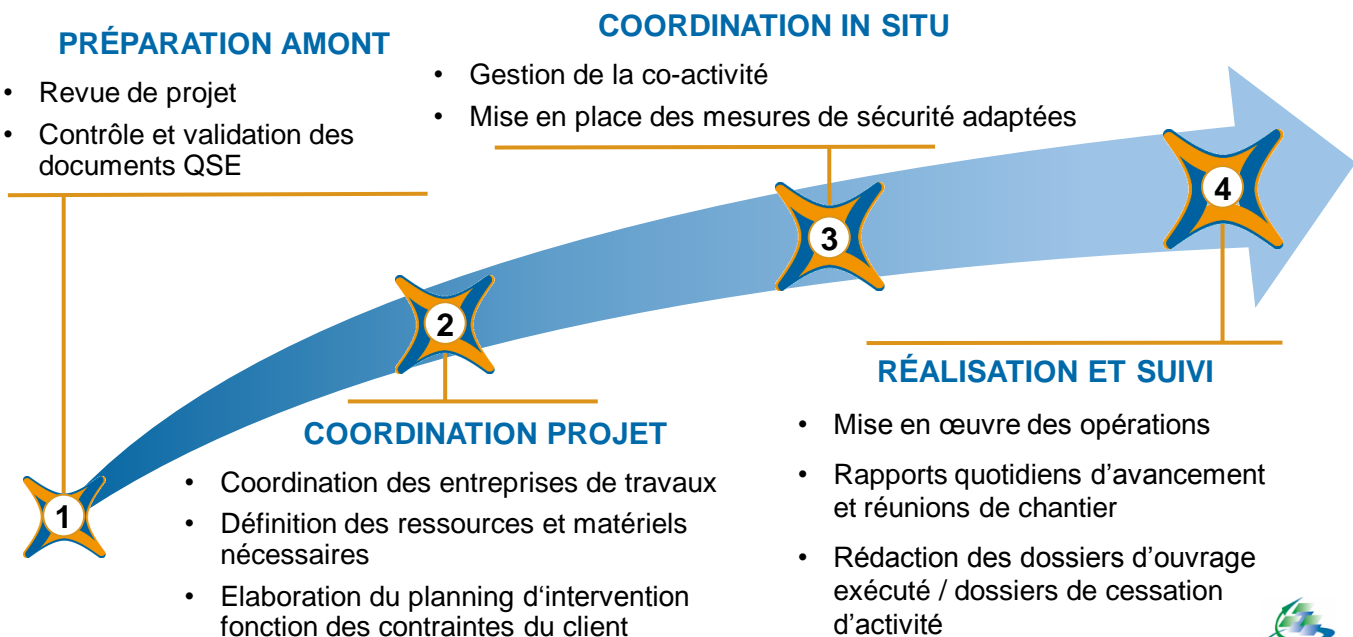 PRÉPARATION AMONT
• Revue de projet
• Contrôle et validation des
documents QSE
1
2
COORDINATION PROJET
• Coordination des entreprises de travaux
• Définition des ressources et matériels
nécessaires
• Elaboration du planning d‘intervention
fonction des contraintes du client
COORDINATION IN SITU
• Gestion de la co-activité
• Mise en place des mesures de sécurité adaptées
3
4
RÉALISATION ET SUIVI
• Mise en œuvre des opérations
• Rapports quotidiens d’avancement
et réunions de chantier
• Rédaction des dossiers d’ouvrage
exécuté / dossiers de cessation
d’activité